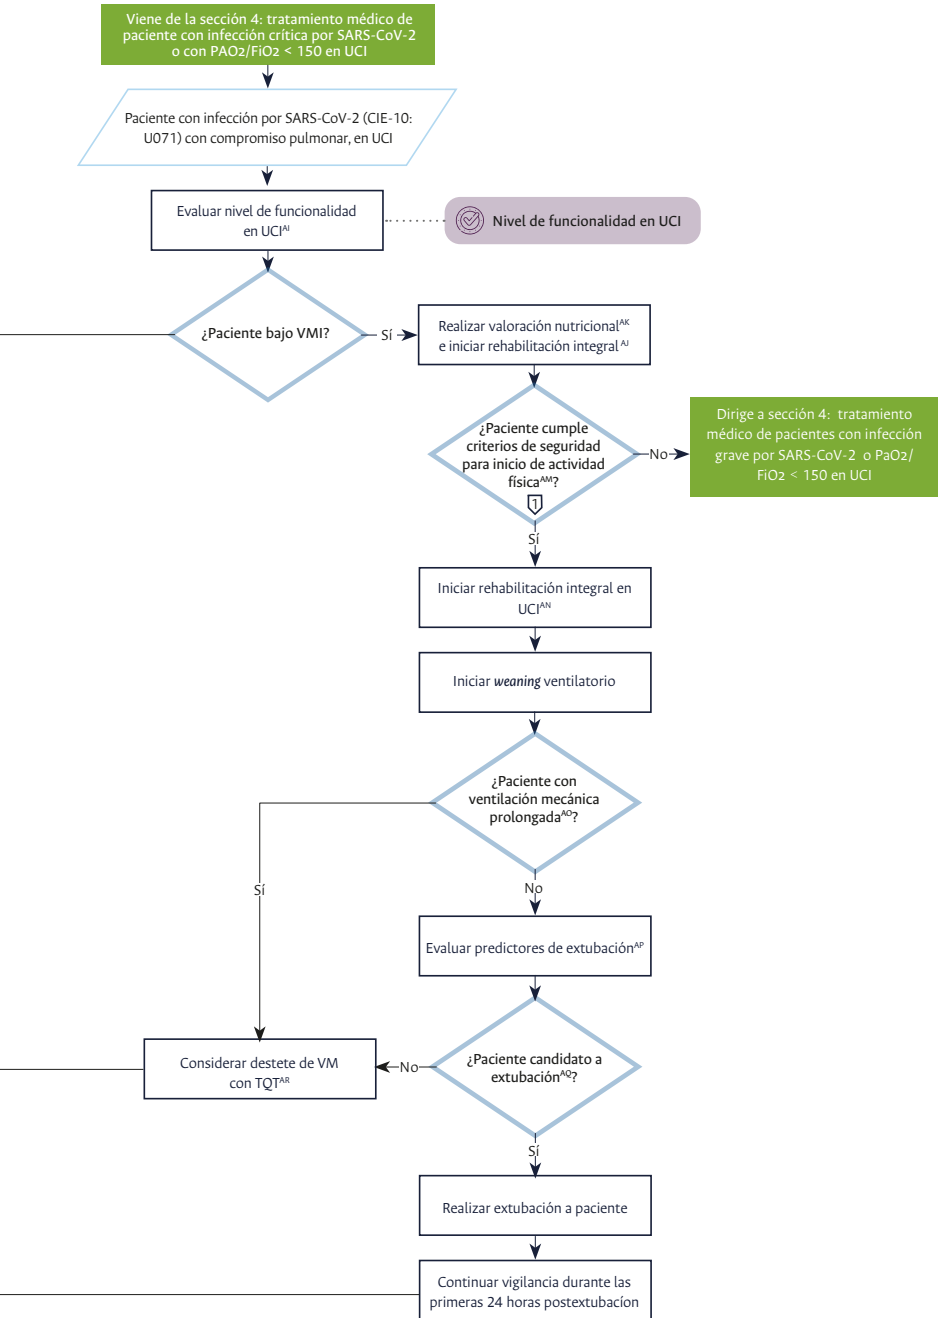 Viene de la sección 4: tratamiento médico de
paciente con infección crítica por SARS-CoV-2
o con PAO2/FiO2 < 150 en UCI
Paciente con infección por SARS-CoV-2 (CIE-10:
U071) con compromiso pulmonar, en UCI
Evaluar nivel de funcionalidad
en UCIAI
Nivel de funcionalidad en UCI
¿Paciente bajo VMI?
Sí
Realizar valoración nutricionalAK
e iniciar rehabilitación integral AJ
¿Paciente cumple
criterios de seguridad
para inicio de actividad
físicaAM?
1
No
Dirige a sección 4: tratamiento
médico de pacientes con infección
grave por SARS-CoV-2 o PaO2/
FiO2 < 150 en UCI
Sí
Iniciar rehabilitación integral en
UCIAN
Iniciar weaning ventilatorio
¿Paciente con
ventilación mecánica
prolongadaAO?
Sí
No
Evaluar predictores de extubaciónAP
¿Paciente candidato a
extubaciónAQ?
No
Considerar destete de VM
con TQTAR
Sí
Realizar extubación a paciente
Continuar vigilancia durante las
primeras 24 horas postextubacíon